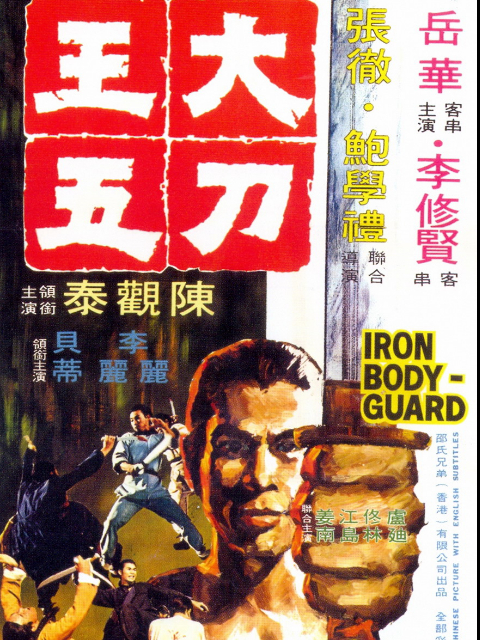 大刀
王五
岳華
客串
主演
・李修賢
客串
張徹・鮑學禮
聯合
導演
陳觀泰
領銜
主演
李麗麗
貝蒂
領銜主演
IRON
BODY-
GUARD
盧廸
佟林
江島
姜南
聯合主演
邵氏兄弟(香港)有限公司出品 全部
CHINESE PICTURE WITH ENGLISH SUBTITLES